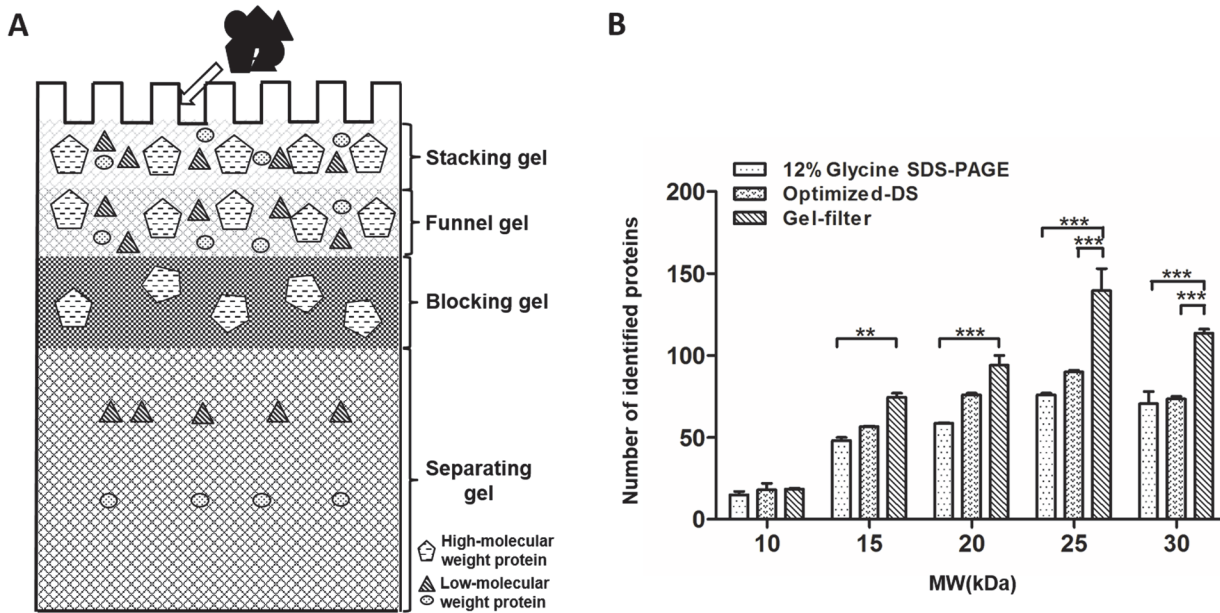 A
Stacking gel
Funnel gel
Blocking gel
Separating
gel
High-molecular
weight protein
Low-molecular
weight protein
B
12% Glycine SDS-PAGE
Optimized-DS
Gel-filter
Number of identified proteins
200
150
100
50
0
**
***
***
***
***
***
10 15 20 25 30
MW(kDa)